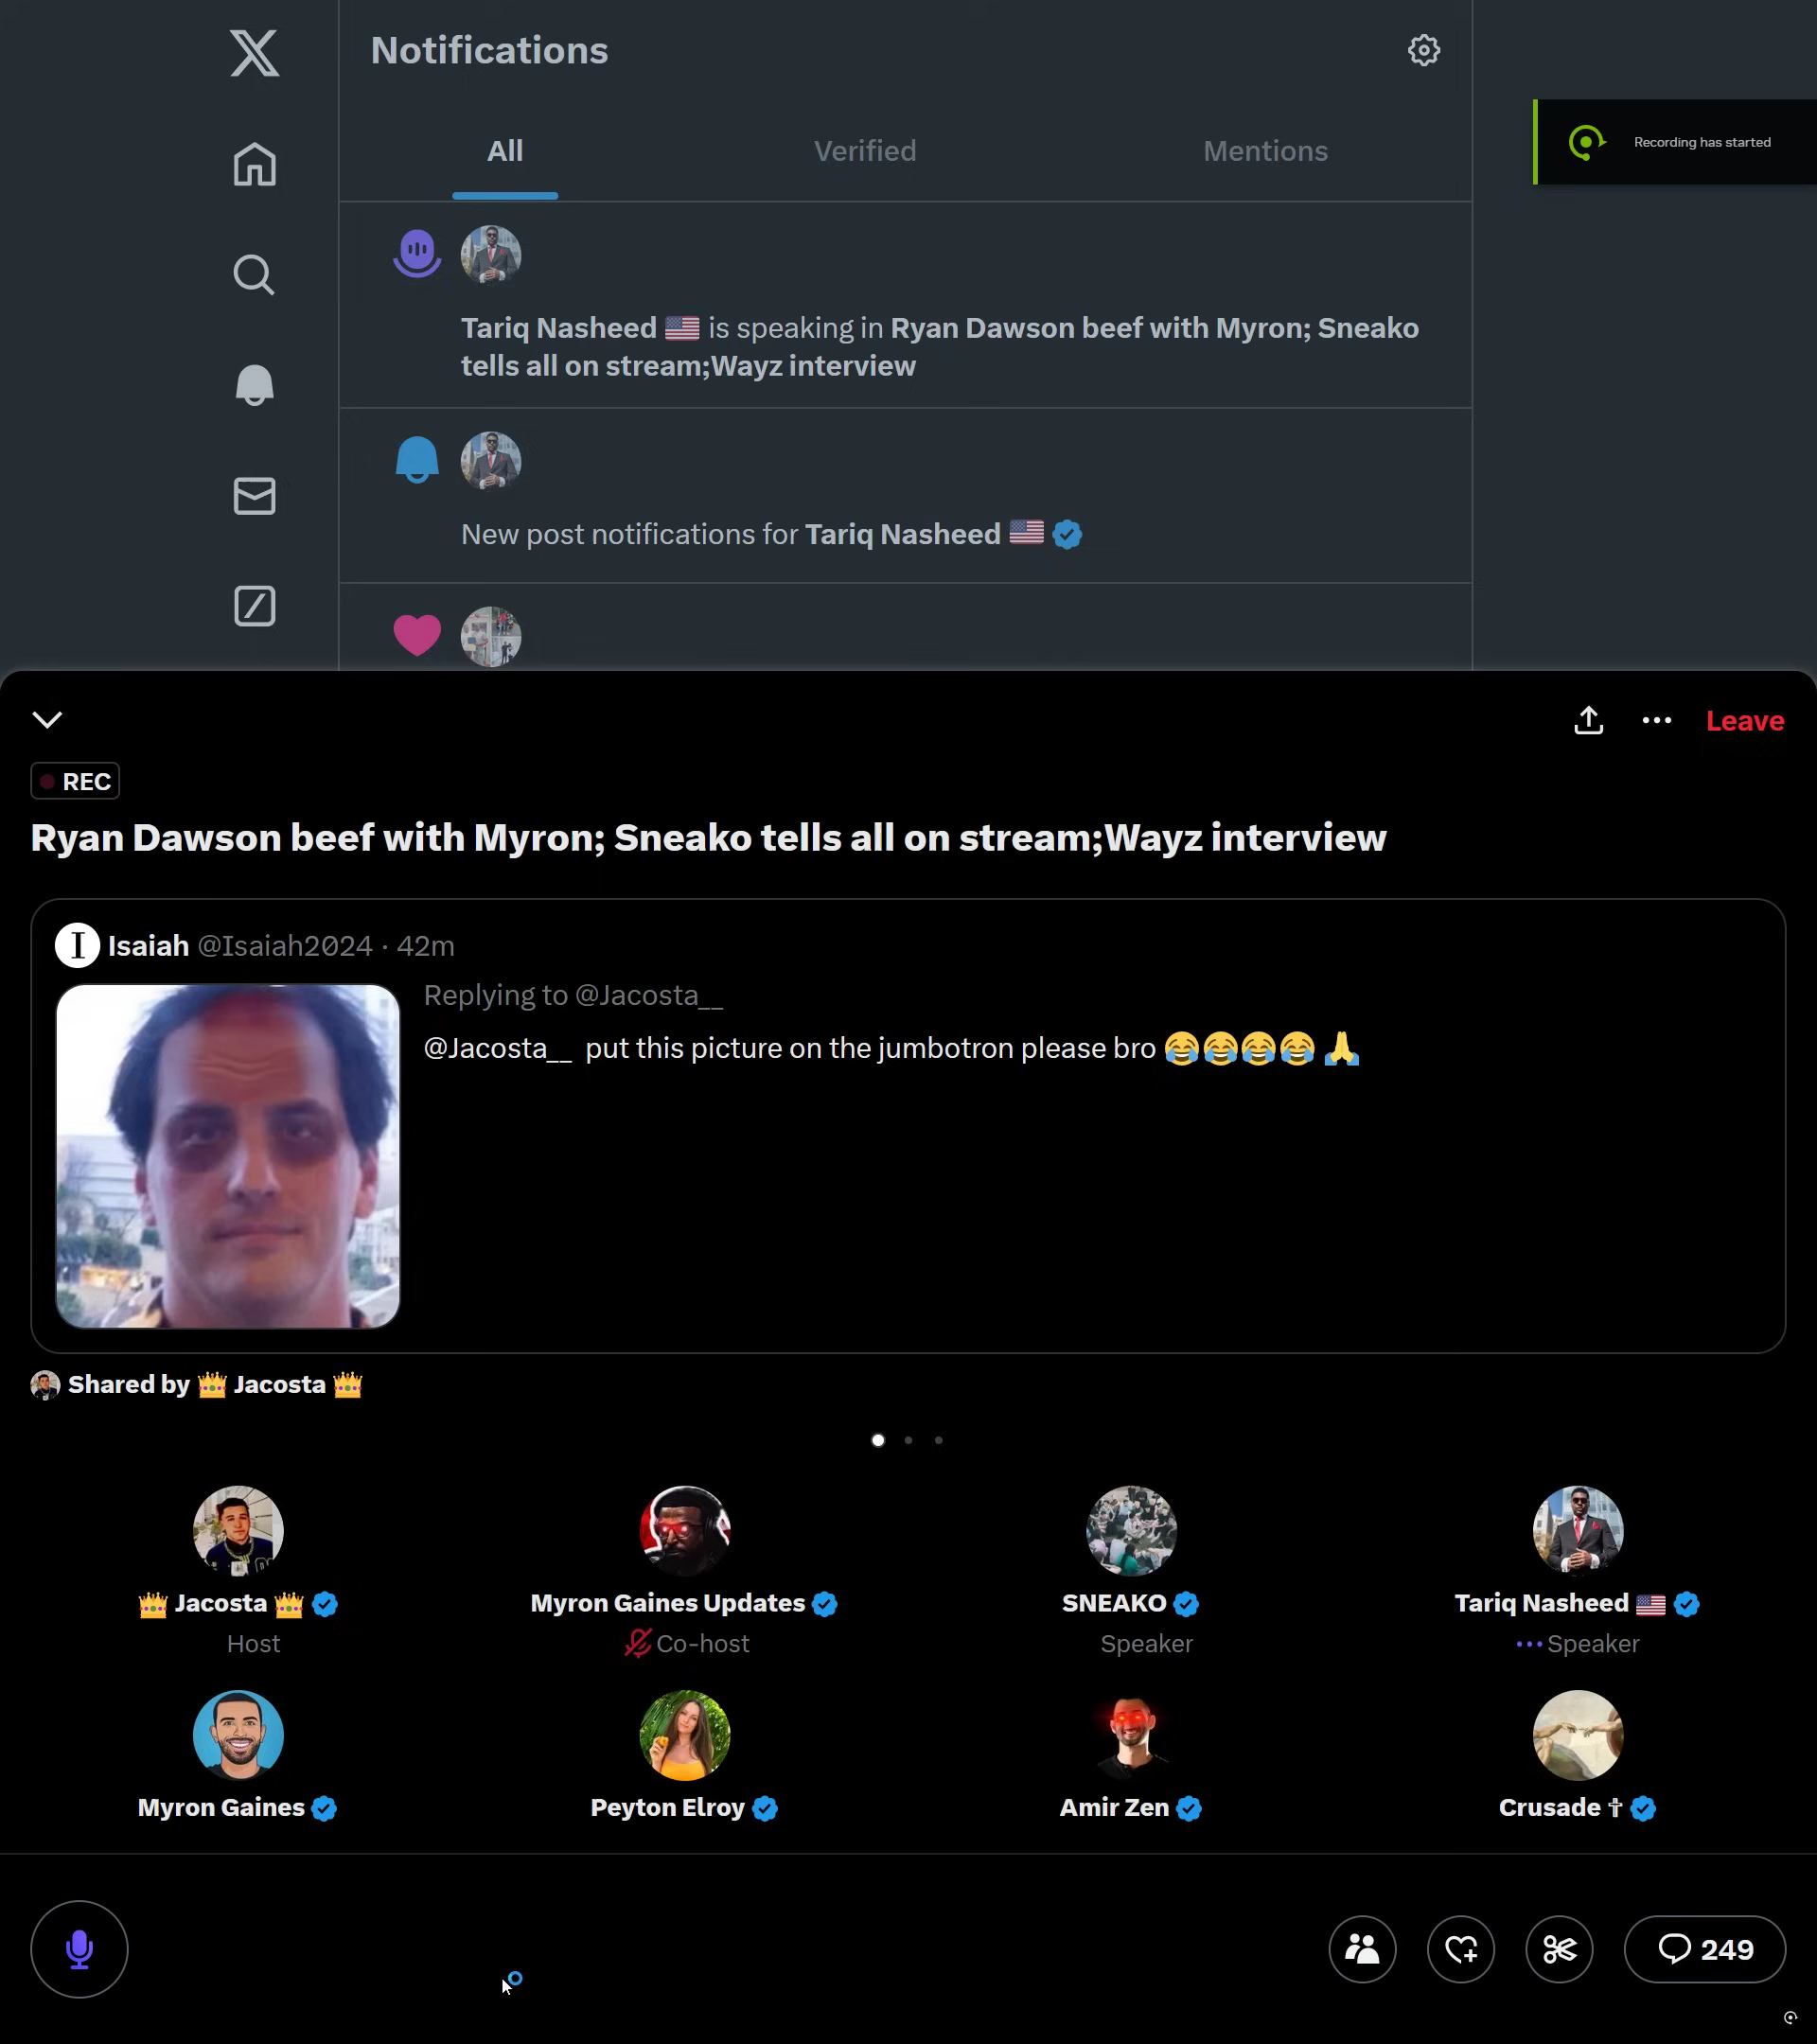 Notifications
Recording has started
All Verified Mentions
Tariq Nasheed 🇺🇸 is speaking in Ryan Dawson beef with Myron; Sneako
tells all on stream;Wayz interview
New post notifications for Tariq Nasheed 🇺🇸
Leave
REC
Ryan Dawson beef with Myron; Sneako tells all on stream;Wayz interview
I Isaiah @Isaiah2024 · 42m
Replying to @Jacosta__
@Jacosta__ put this picture on the jumbotron please bro 😂😂😂😂 🙏
Shared by 👑 Jacosta 👑
👑 Jacosta 👑 Myron Gaines Updates SNEAKO Tariq Nasheed 🇺🇸
Host Co-host Speaker Speaker
Myron Gaines Peyton Elroy Amir Zen Crusade ✝
249